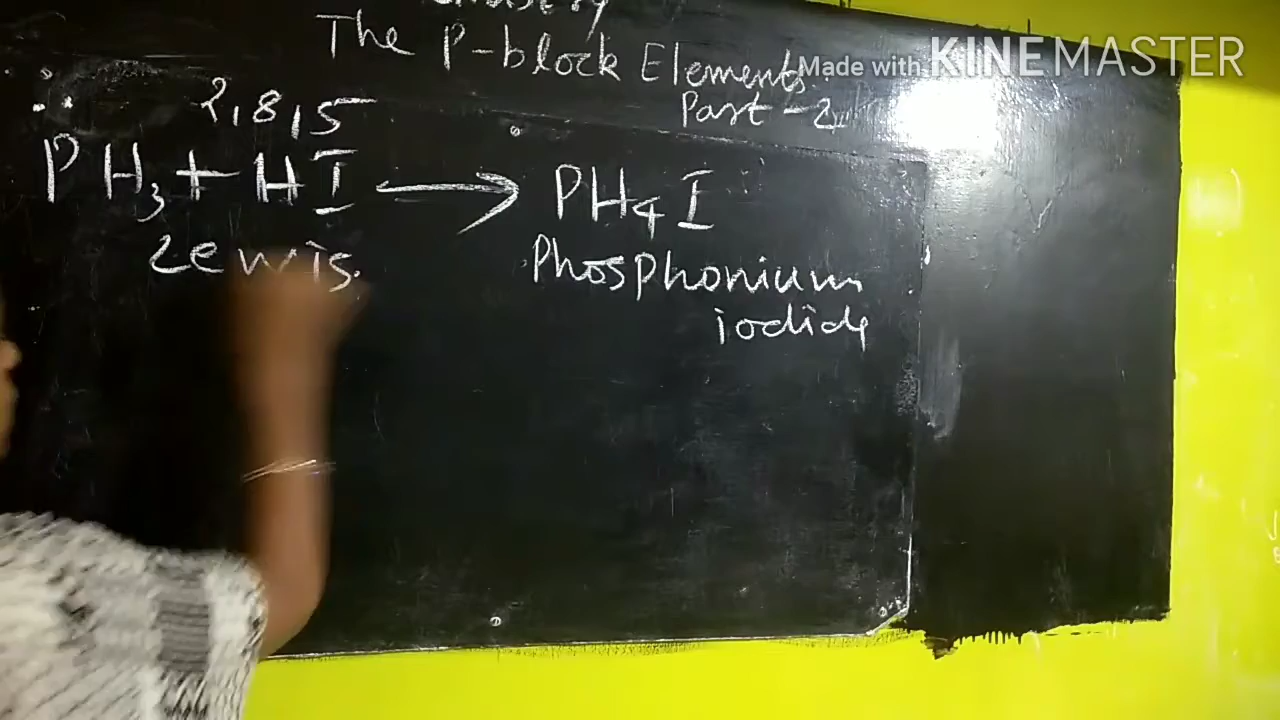 The P-block Elements
Made with KINEMASTER
Part-2
2,8,5
PH3 + HI → PH4I
Lewis.
Phosphonium
iodide